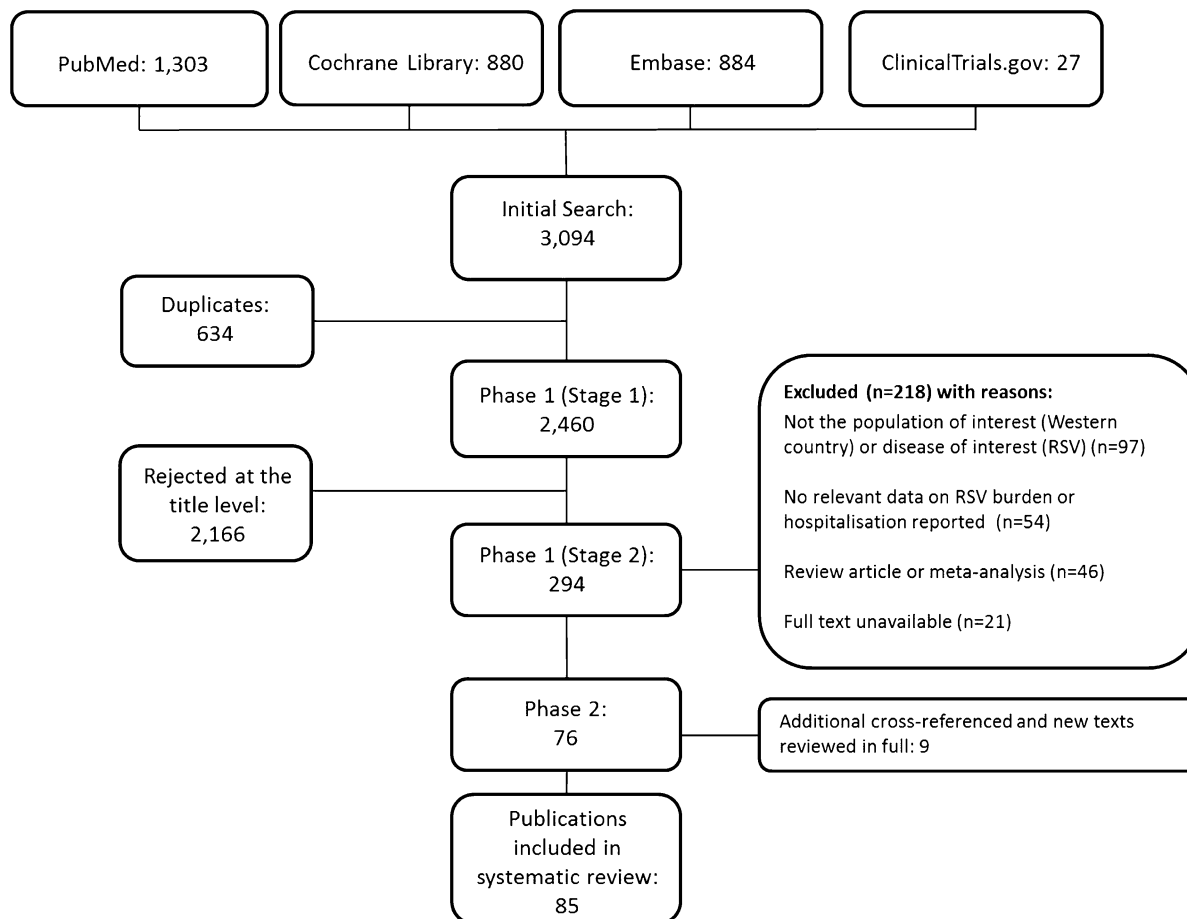 PubMed: 1,303
Cochrane Library: 880
Embase: 884
ClinicalTrials.gov: 27
Initial Search:
3,094
Duplicates:
634
Phase 1 (Stage 1):
2,460
Rejected at the
title level:
2,166
Phase 1 (Stage 2):
294
Excluded (n=218) with reasons:
Not the population of interest (Western
country) or disease of interest (RSV) (n=97)
No relevant data on RSV burden or
hospitalisation reported (n=54)
Review article or meta-analysis (n=46)
Full text unavailable (n=21)
Phase 2:
76
Additional cross-referenced and new texts
reviewed in full: 9
Publications
included in
systematic review:
85